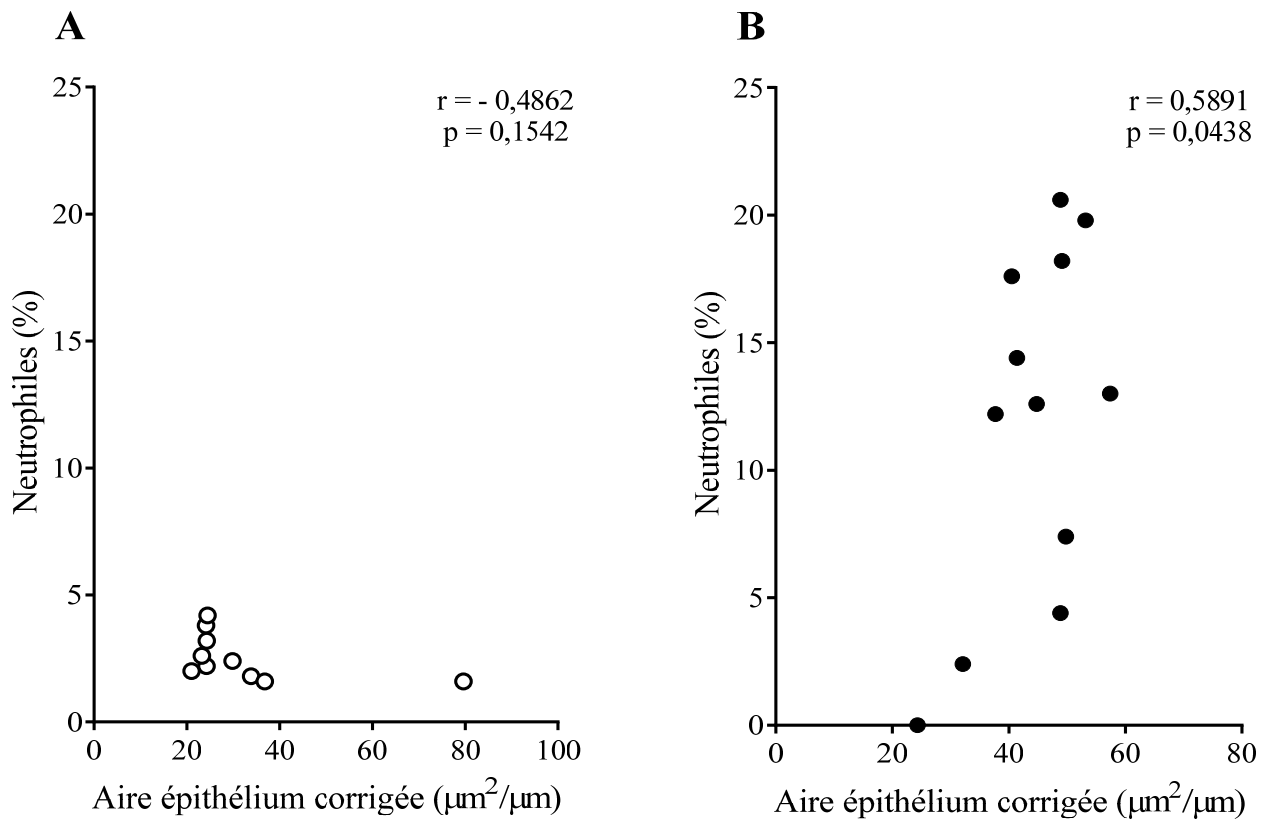 A
r = - 0,4862
p = 0,1542
25
20
15
10
5
0
Neutrophiles (%)
0 20 40 60 80 100
Aire épithélium corrigée (µm²/µm)
B
r = 0,5891
p = 0,0438
25
20
15
10
5
0
Neutrophiles (%)
0 20 40 60 80
Aire épithélium corrigée (µm²/µm)